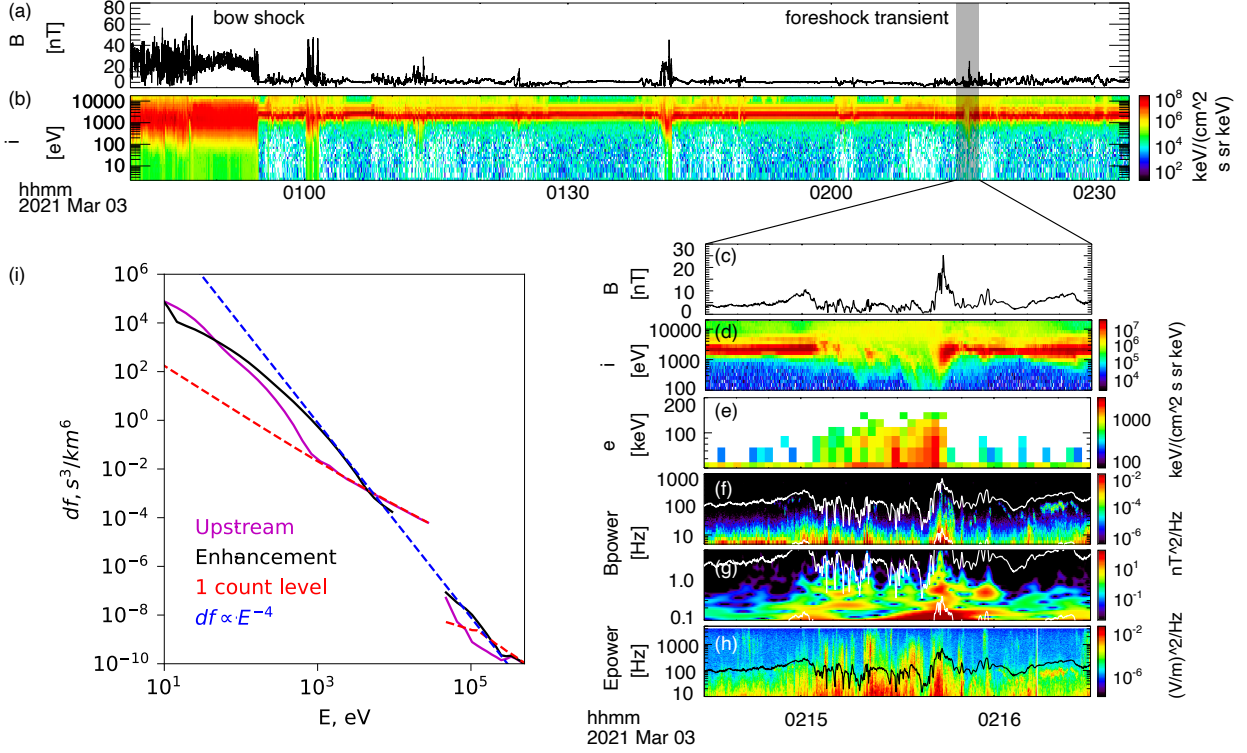 (a)
bow shock
foreshock transient
B
[nT]
80
60
40
20
0
(b)
i
[eV]
10000
1000
100
10
10^8
10^6
10^4
10^2
keV/(cm^2
s sr keV)
hhmm
2021 Mar 03
0100
0130
0200
0230
(c)
B
[nT]
30
20
10
0
(d)
i
[eV]
10000
1000
100
10^7
10^6
10^5
10^4
(e)
e
[keV]
200
100
1000
100
keV/(cm^2 s sr keV)
(f)
Bpower
[Hz]
1000
100
10
10^-2
10^-4
10^-6
nT^2/Hz
(g)
1.0
0.1
10^1
10^-1
(h)
Epower
[Hz]
1000
100
10
10^-2
10^-6
(V/m)^2/Hz
hhmm
2021 Mar 03
0215
0216
(i)
df, s^3/km^6
10^6
10^4
10^2
10^0
10^-2
10^-4
10^-6
10^-8
10^-10
Upstream
Enhancement
1 count level
df ∝ E^-4
10^1
10^3
10^5
E, eV